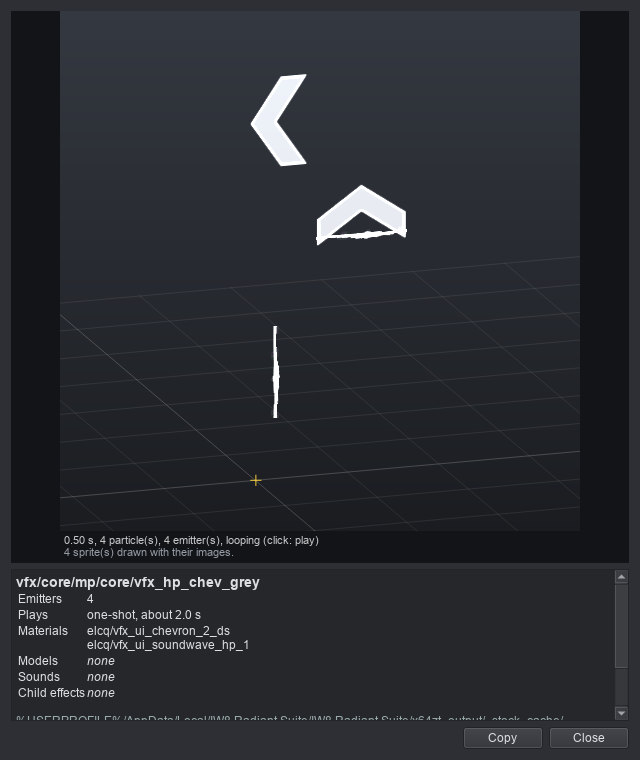 0.50 s, 4 particle(s), 4 emitter(s), looping (click: play)
4 sprite(s) drawn with their images.
vfx/core/mp/core/vfx_hp_chev_grey
Emitters 4
Plays one-shot, about 2.0 s
Materials elcq/vfx_ui_chevron_2_ds
elcq/vfx_ui_soundwave_hp_1
Models none
Sounds none
Child effects none
Copy Close